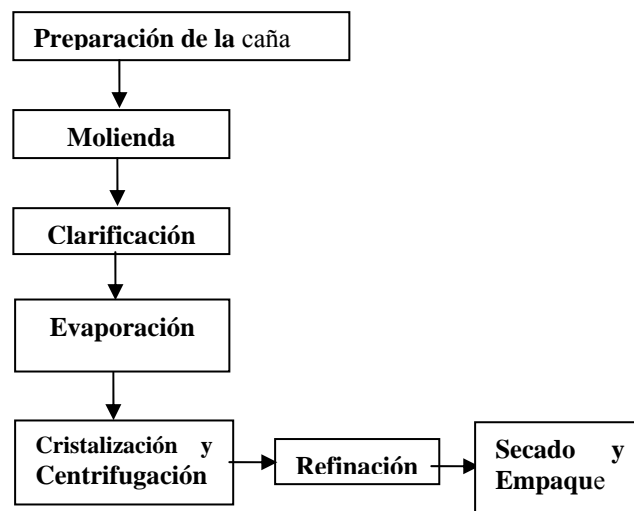 Preparación de la caña
Molienda
Clarificación
Evaporación
Cristalización y
Centrifugación
Refinación
Secado y
Empaque